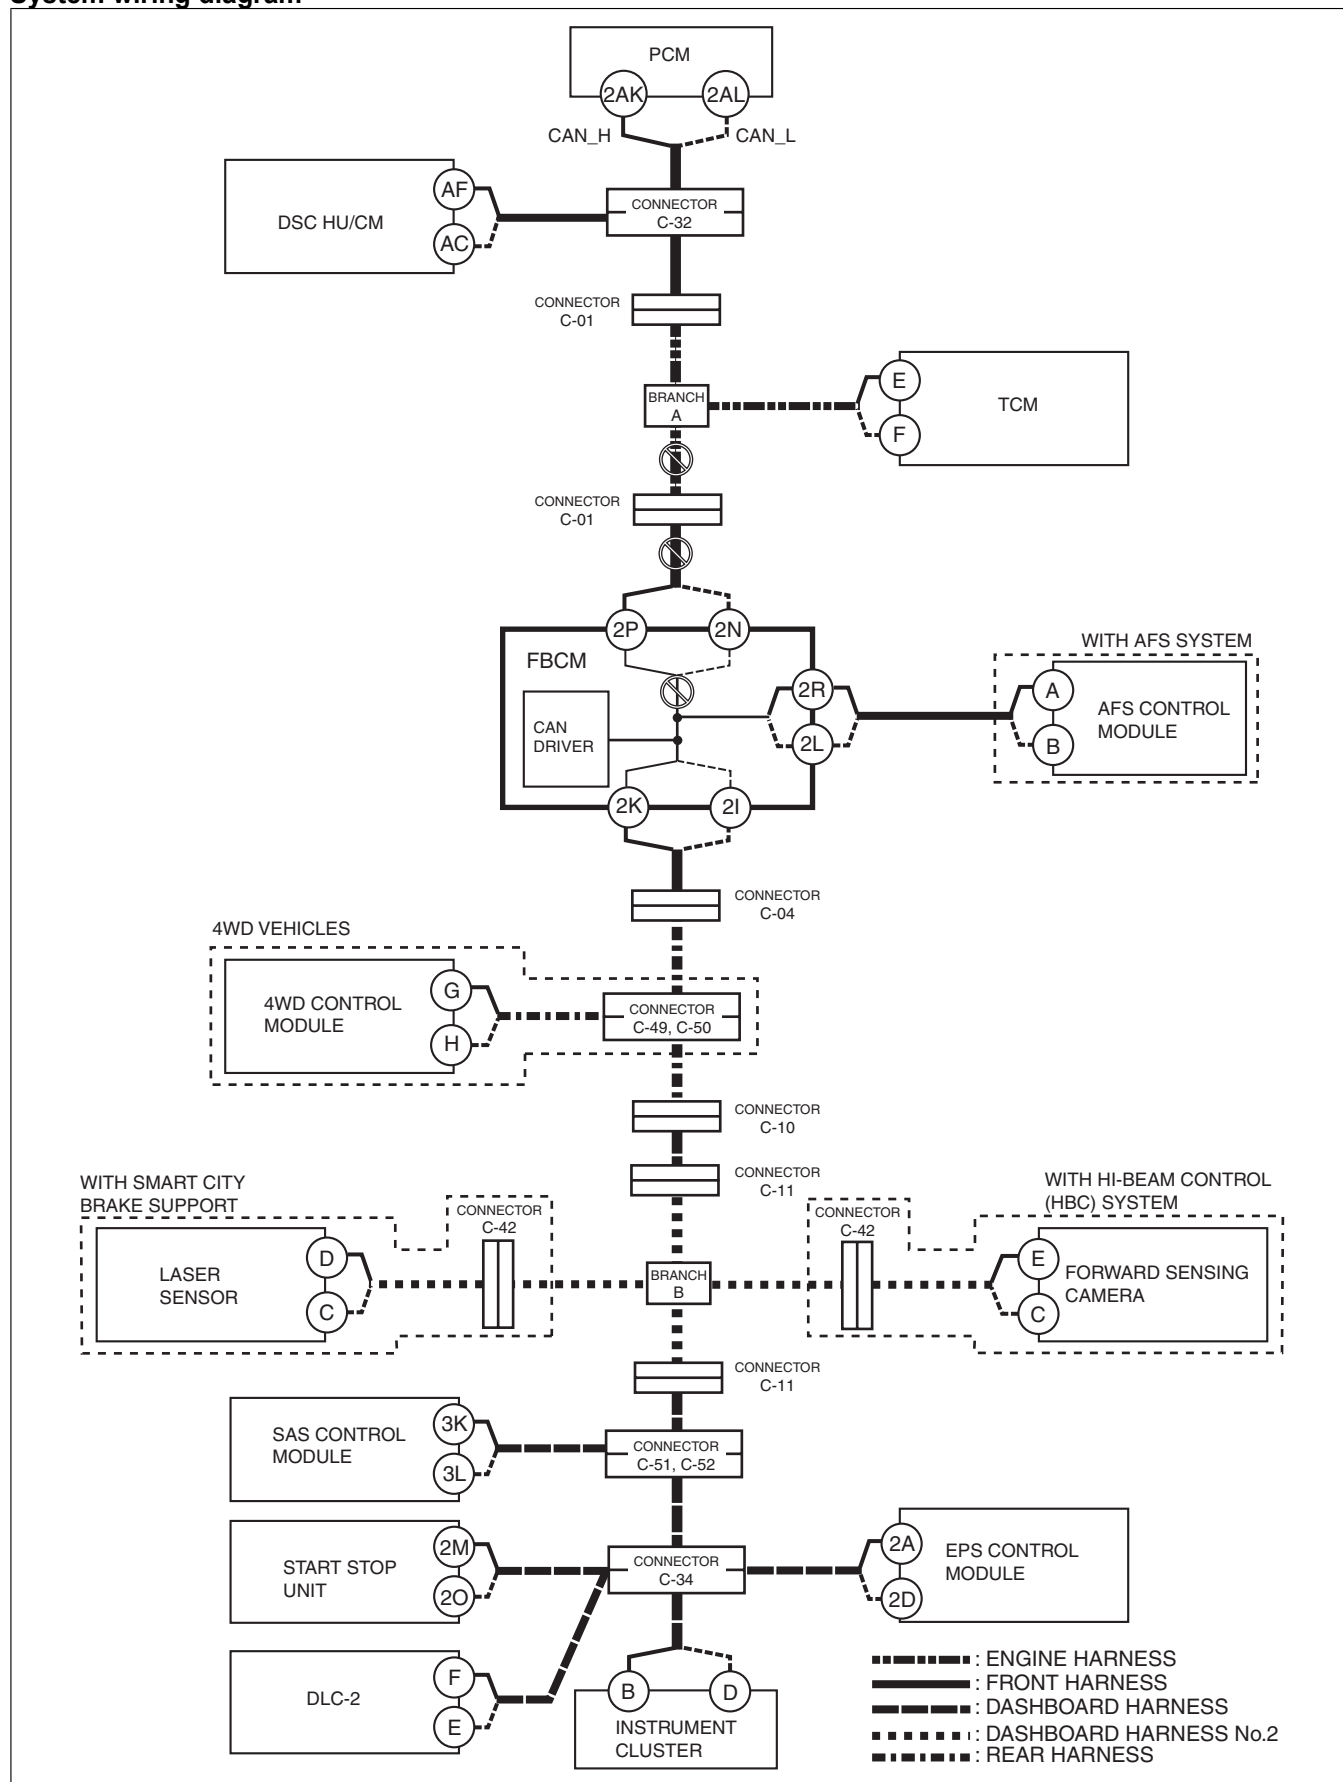 System wiring diagram
PCM
2AK
2AL
CAN_H
CAN_L
AF
DSC HU/CM
AC
CONNECTOR
C-32
CONNECTOR
C-01
E
TCM
F
BRANCH
A
CONNECTOR
C-01
2P
2N
FBCM
WITH AFS SYSTEM
2R
A
AFS CONTROL
MODULE
CAN
DRIVER
2L
B
2K
2I
CONNECTOR
C-04
4WD VEHICLES
G
4WD CONTROL
MODULE
H
CONNECTOR
C-49, C-50
CONNECTOR
C-10
CONNECTOR
C-11
WITH SMART CITY
BRAKE SUPPORT
CONNECTOR
C-42
D
LASER
SENSOR
C
BRANCH
B
WITH HI-BEAM CONTROL
(HBC) SYSTEM
CONNECTOR
C-42
E
FORWARD SENSING
CAMERA
C
CONNECTOR
C-11
3K
SAS CONTROL
MODULE
3L
CONNECTOR
C-51, C-52
2M
START STOP
UNIT
2O
CONNECTOR
C-34
2A
EPS CONTROL
MODULE
2D
F
DLC-2
E
B
D
INSTRUMENT
CLUSTER
: ENGINE HARNESS
: FRONT HARNESS
: DASHBOARD HARNESS
: DASHBOARD HARNESS No.2
: REAR HARNESS